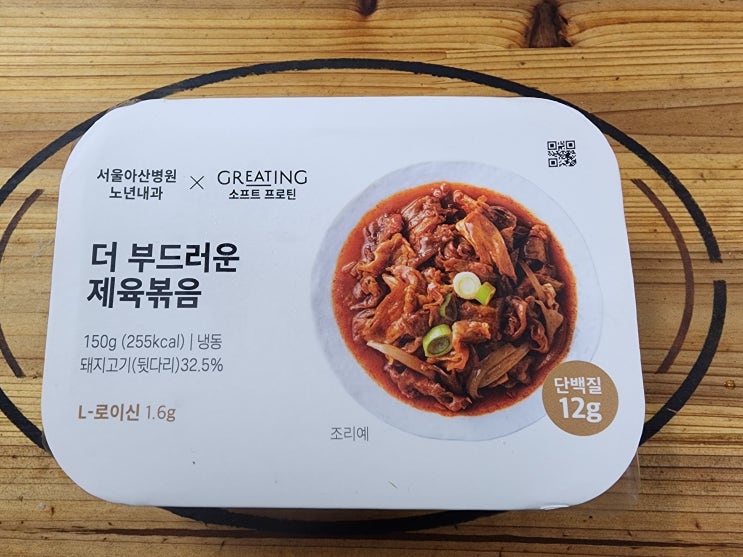 서울아산병원
노년내과
×
GREATING
소프트 프로틴
더 부드러운
제육볶음
150g (255kcal) | 냉동
돼지고기(뒷다리)32.5%
L-로이신 1.6g
조리예
단백질
12g